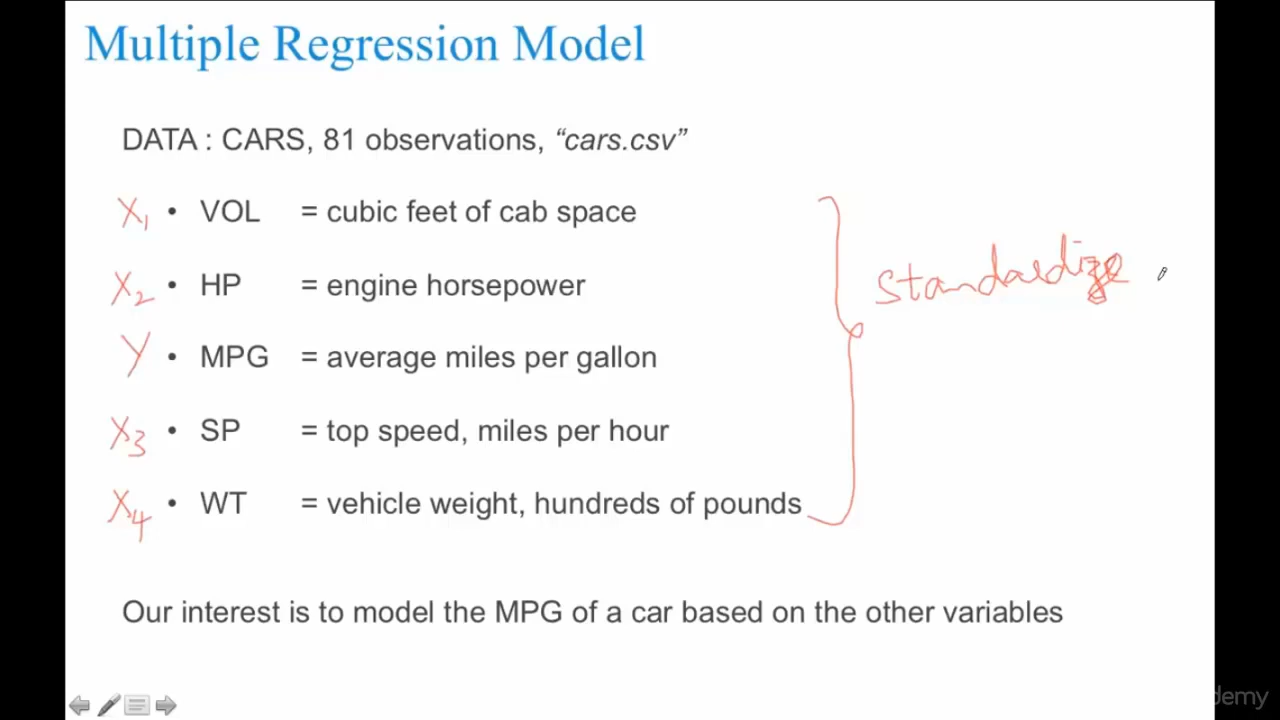 Multiple Regression Model
DATA : CARS, 81 observations, “cars.csv”
X1 • VOL = cubic feet of cab space
X2 • HP = engine horsepower
Standardize
Y • MPG = average miles per gallon
X3 • SP = top speed, miles per hour
X4 • WT = vehicle weight, hundreds of pounds
Our interest is to model the MPG of a car based on the other variables
demy